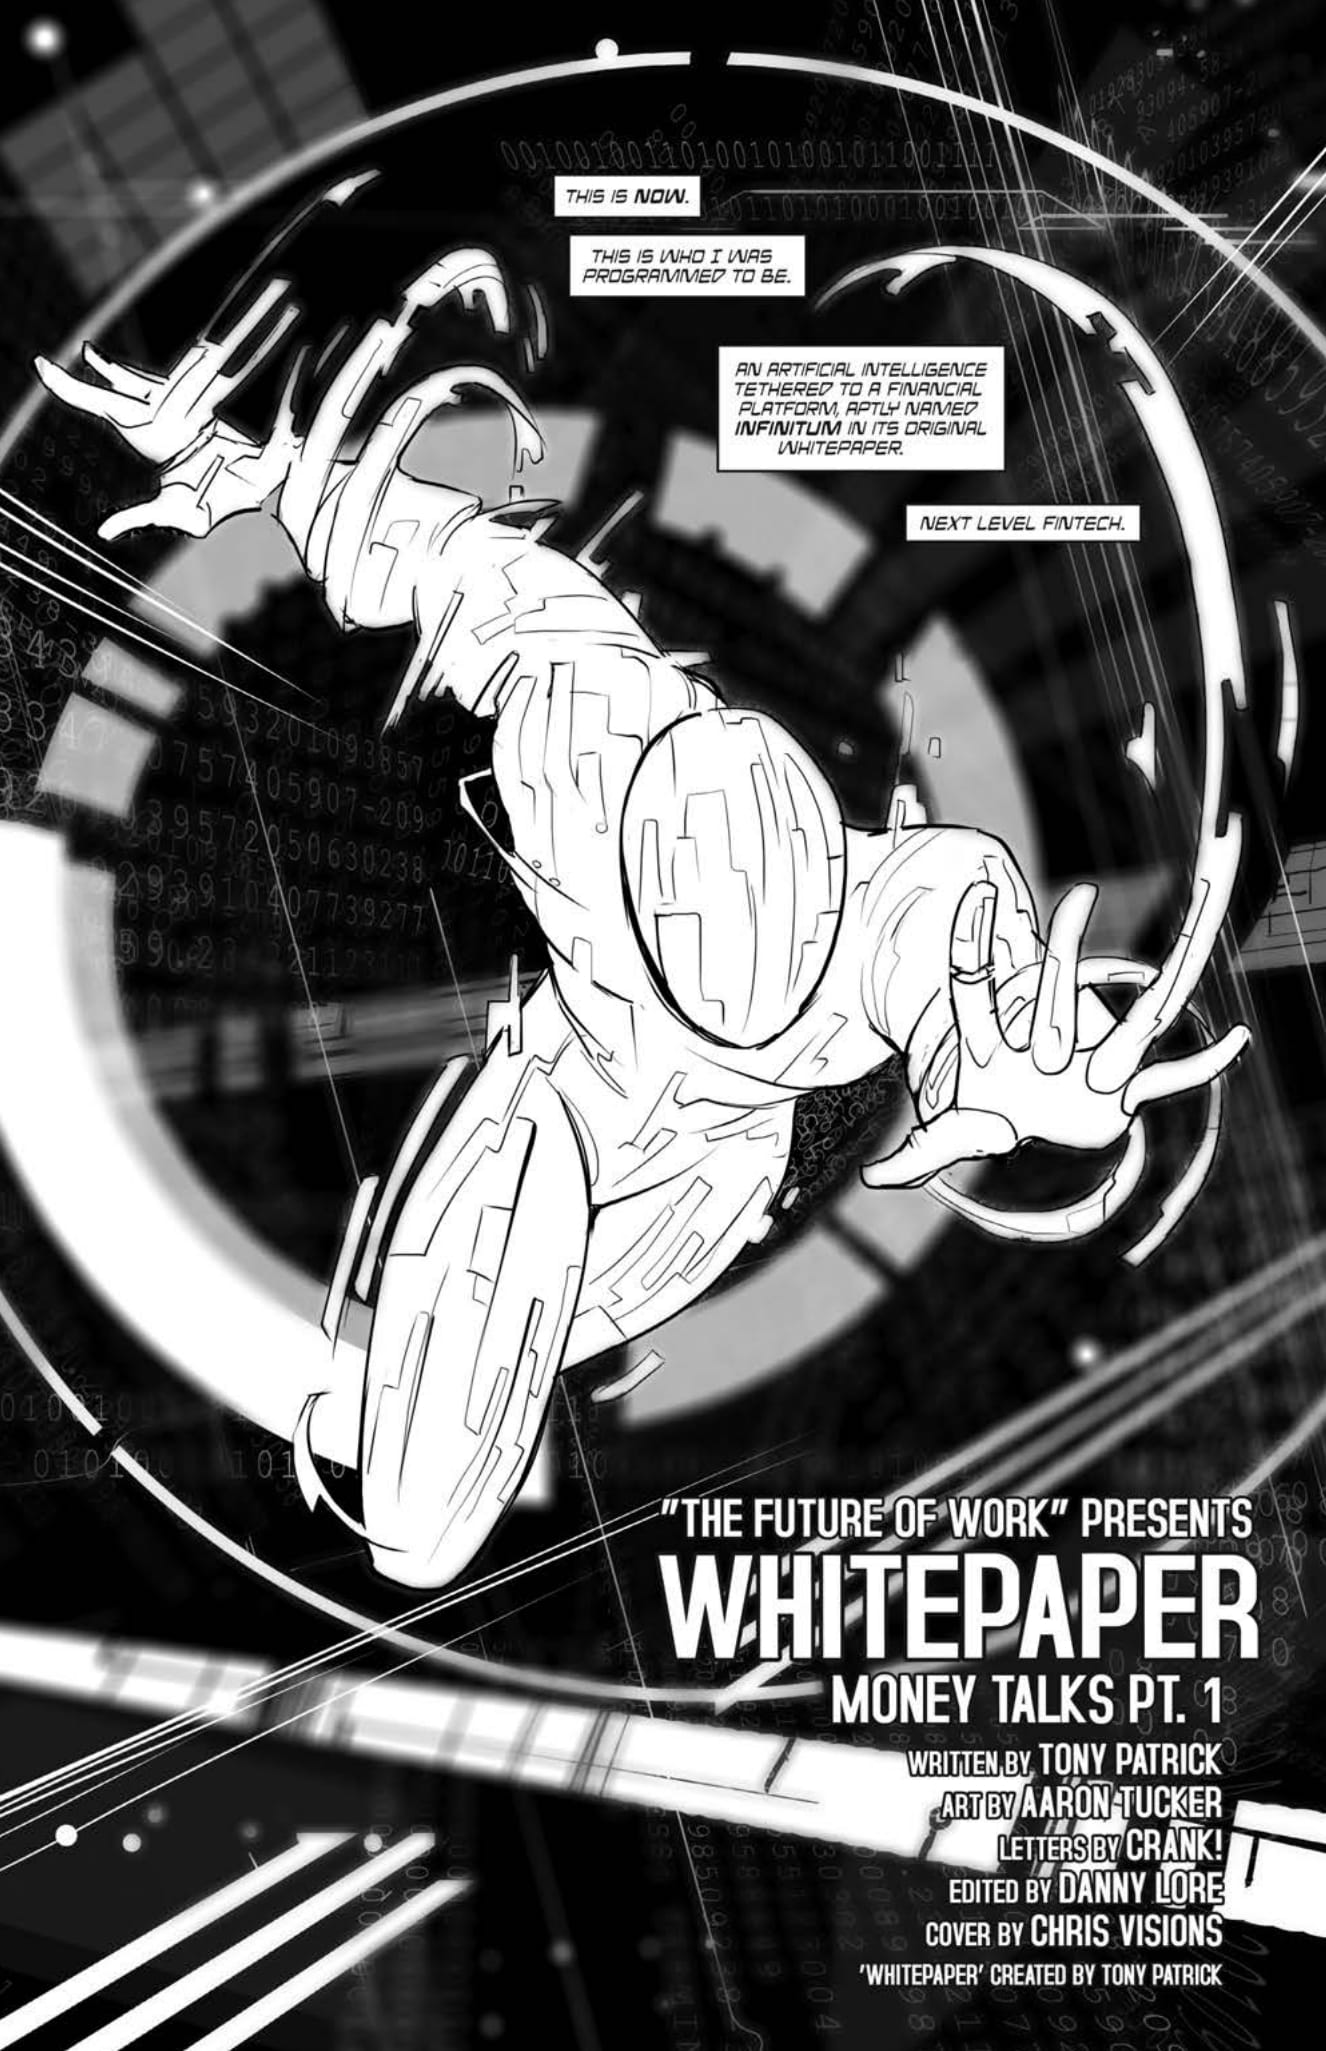 00100100110100101001011001111
THIS IS NOW.
THIS IS WHO I WAS
PROGRAMMED TO BE.
AN ARTIFICIAL INTELLIGENCE
TETHERED TO A FINANCIAL
PLATFORM, APTLY NAMED
INFINITUM IN ITS ORIGINAL
WHITEPAPER.
NEXT LEVEL FINTECH.
"THE FUTURE OF WORK" PRESENTS
WHITEPAPER
MONEY TALKS PT. 1
WRITTEN BY TONY PATRICK
ART BY AARON TUCKER
LETTERS BY CRANK!
EDITED BY DANNY LORE
COVER BY CHRIS VISIONS
'WHITEPAPER' CREATED BY TONY PATRICK